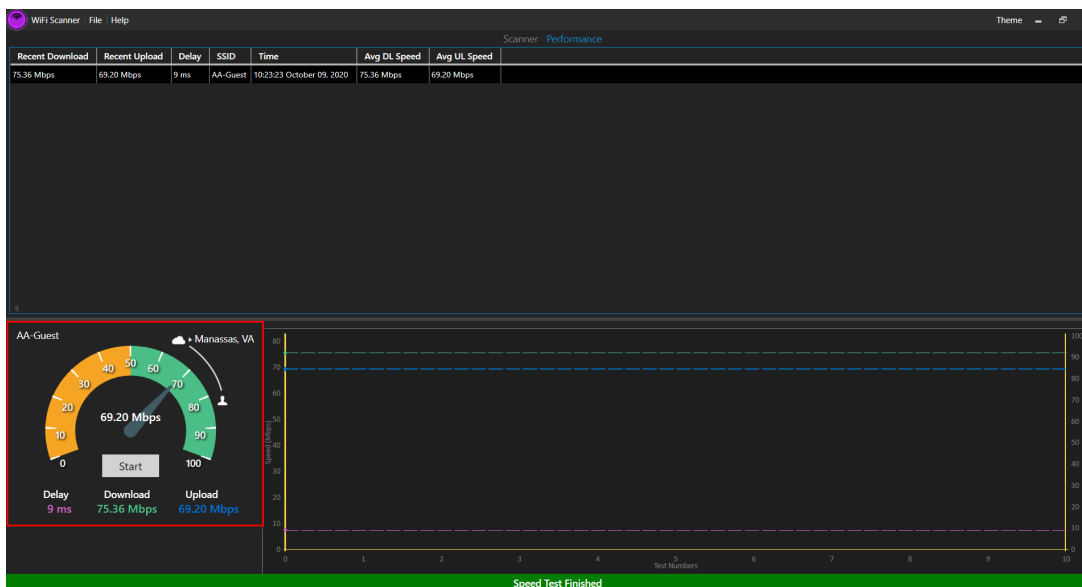 WiFi Scanner File Help Theme
Scanner Performance
Recent Download Recent Upload Delay SSID Time Avg DL Speed Avg UL Speed
75.36 Mbps 69.20 Mbps 9 ms AA-Guest 10:23:23 October 09, 2020 75.36 Mbps 69.20 Mbps
AA-Guest
Manassas, VA
0
10
20
30
40
50
60
70
80
90
100
69.20 Mbps
Start
Delay Download Upload
9 ms 75.36 Mbps 69.20 Mbps
Speed (Mbps)
80
70
60
50
40
30
20
10
0
100
90
80
70
60
50
40
30
20
10
0
0 1 2 3 4 5 6 7 8 9 10
Test Numbers
Speed Test Finished